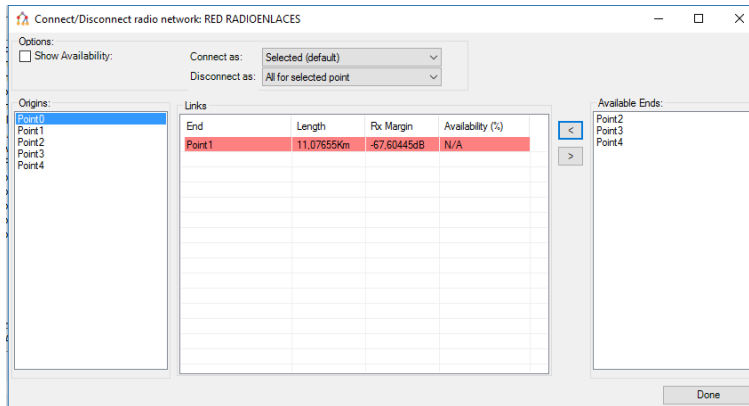 Connect/Disconnect radio network: RED RADIOENLACES
Options:
Show Availability:
Connect as: Selected (default)
Disconnect as: All for selected point
Origins:
Point0
Point1
Point2
Point3
Point4
Links
End Length Rx Margin Availability (%)
Point1 11,07655Km -67,60445dB N/A
<
>
Available Ends:
Point2
Point3
Point4
Done